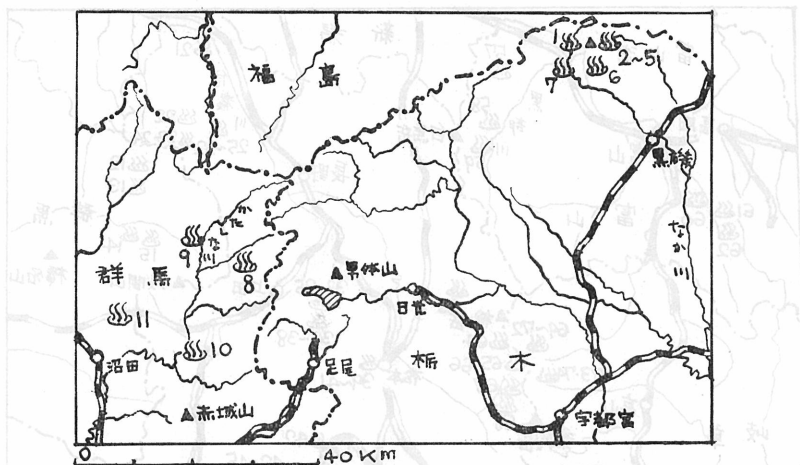 福島
1
2~5
6
7
黒磯
なか川
かたしな川
9
8
群馬
男体山
日光
11
10
沼田
足尾
栃木
赤城山
宇都宮
0
40Km